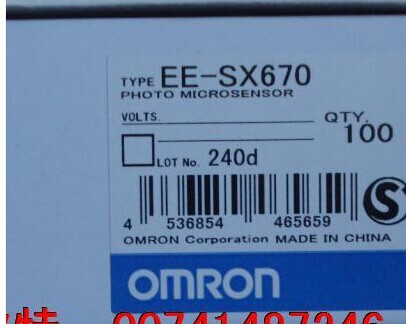 TYPE EE-SX670
PHOTO MICROSENSOR
VOLTS.
QTY.
100
LOT No. 240d
4 536854 465659
S
OMRON Corporation MADE IN CHINA
OMRON